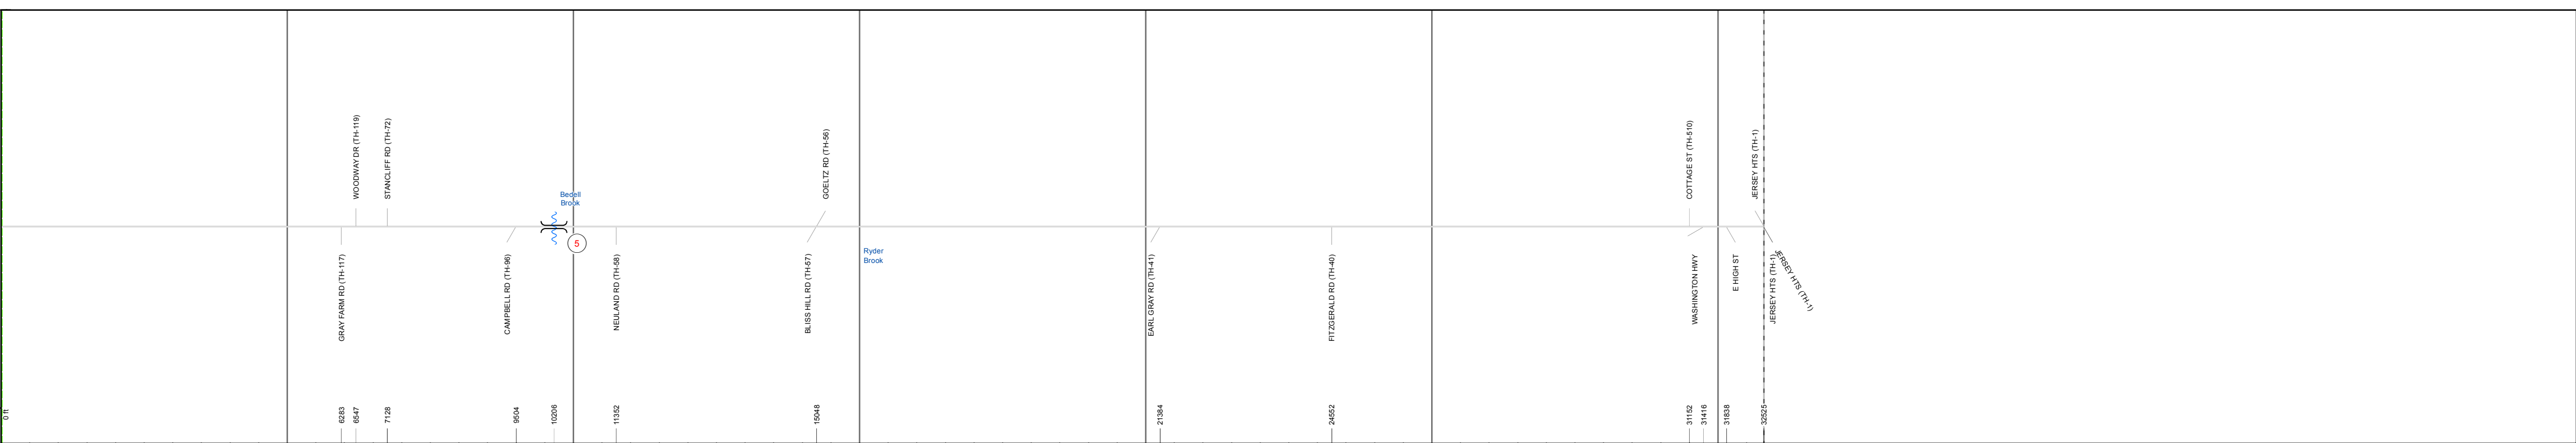 WOODWAY DR (TH-119)
STANCLIFF RD (TH-72)
GOELTZ RD (TH-56)
COTTAGE ST (TH-510)
JERSEY HTS (TH-1)
Bedell
Brook
5
Ryder
Brook
GRAY FARM RD (TH-117)
CAMPBELL RD (TH-96)
NEULAND RD (TH-58)
BLISS HILL RD (TH-57)
EARL GRAY RD (TH-41)
FITZGERALD RD (TH-40)
WASHINGTON HWY
E HIGH ST
JERSEY HTS (TH-1)
JERSEY HTS (TH-1)
0 ft
6283
6547
7128
9504
10206
11352
15048
21384
24552
31152
31416
31838
32525